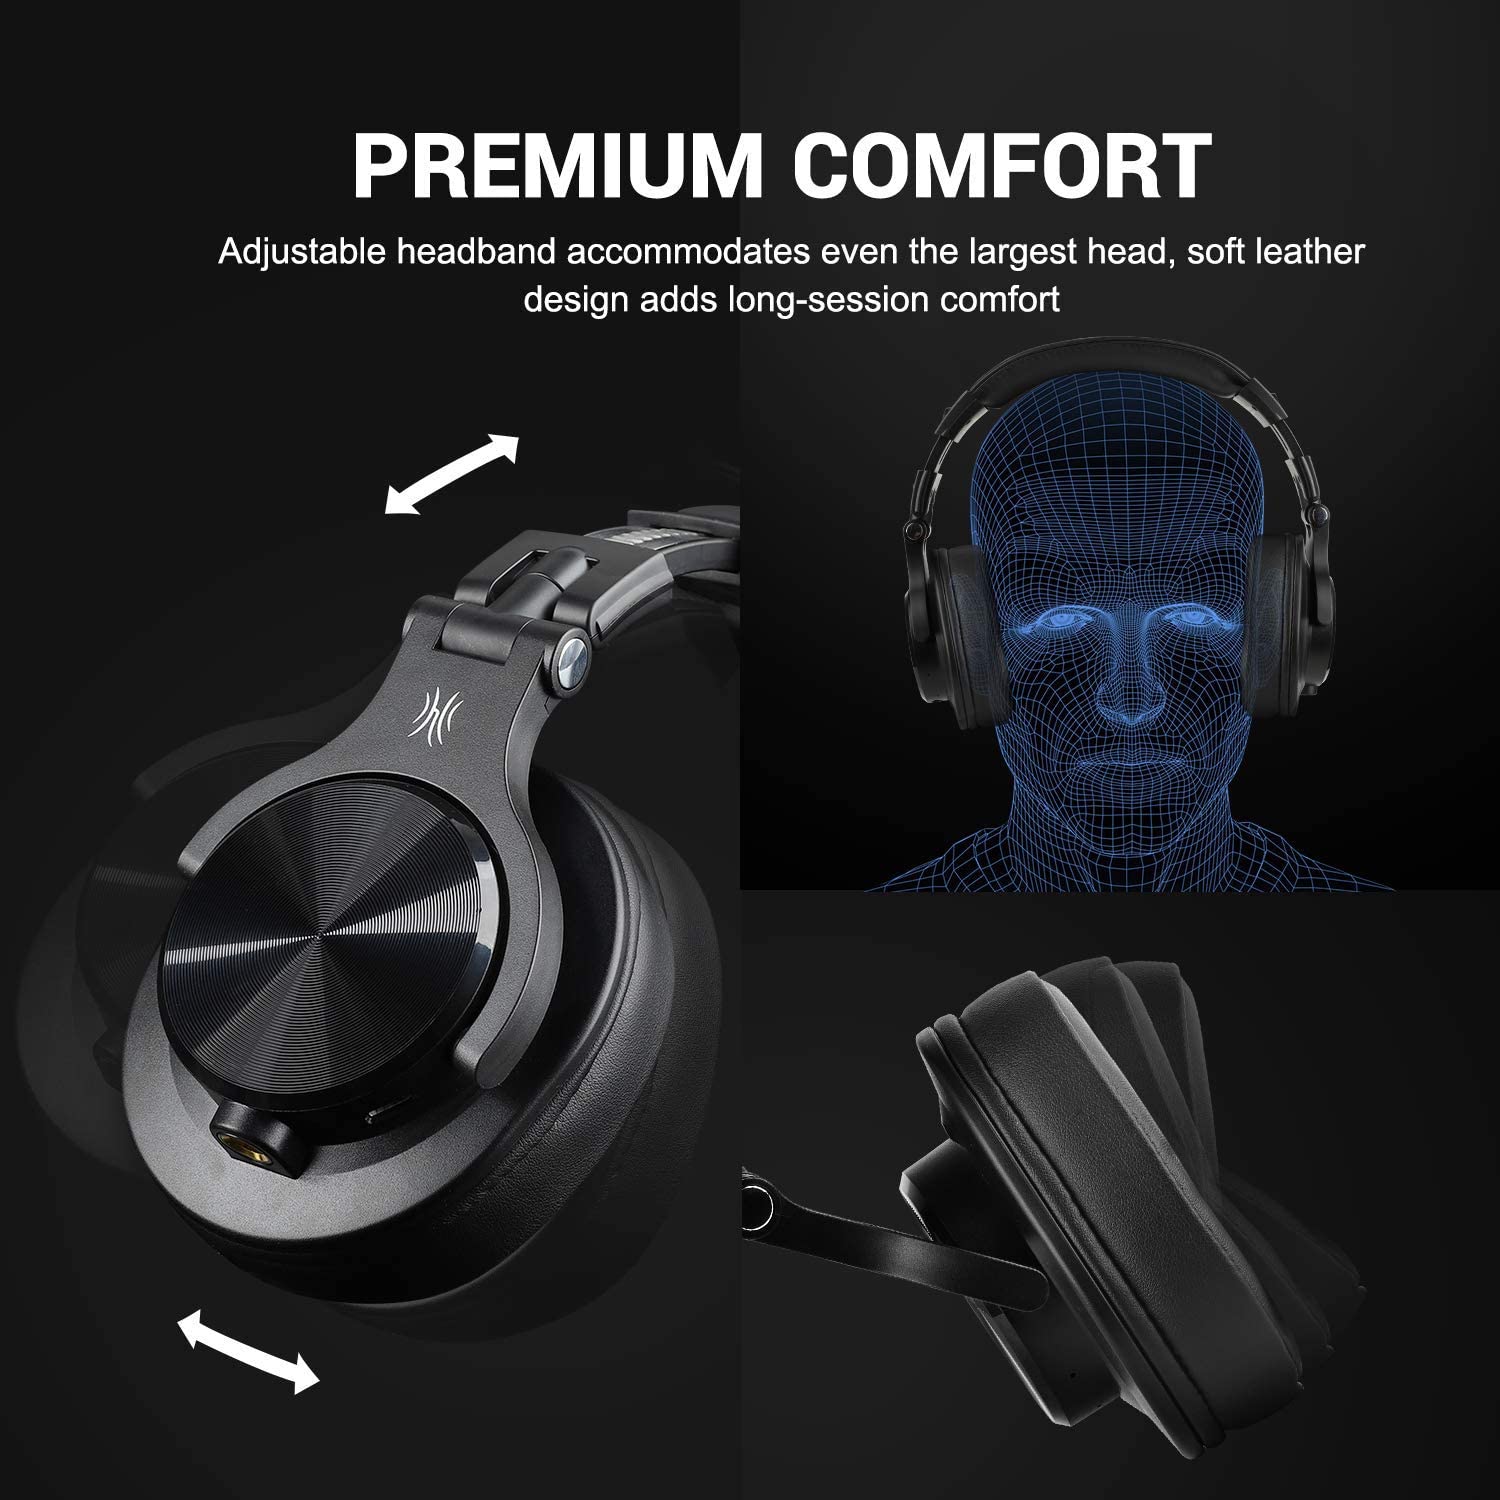 PREMIUM COMFORT
Adjustable headband accommodates even the largest head, soft leather
design adds long-session comfort